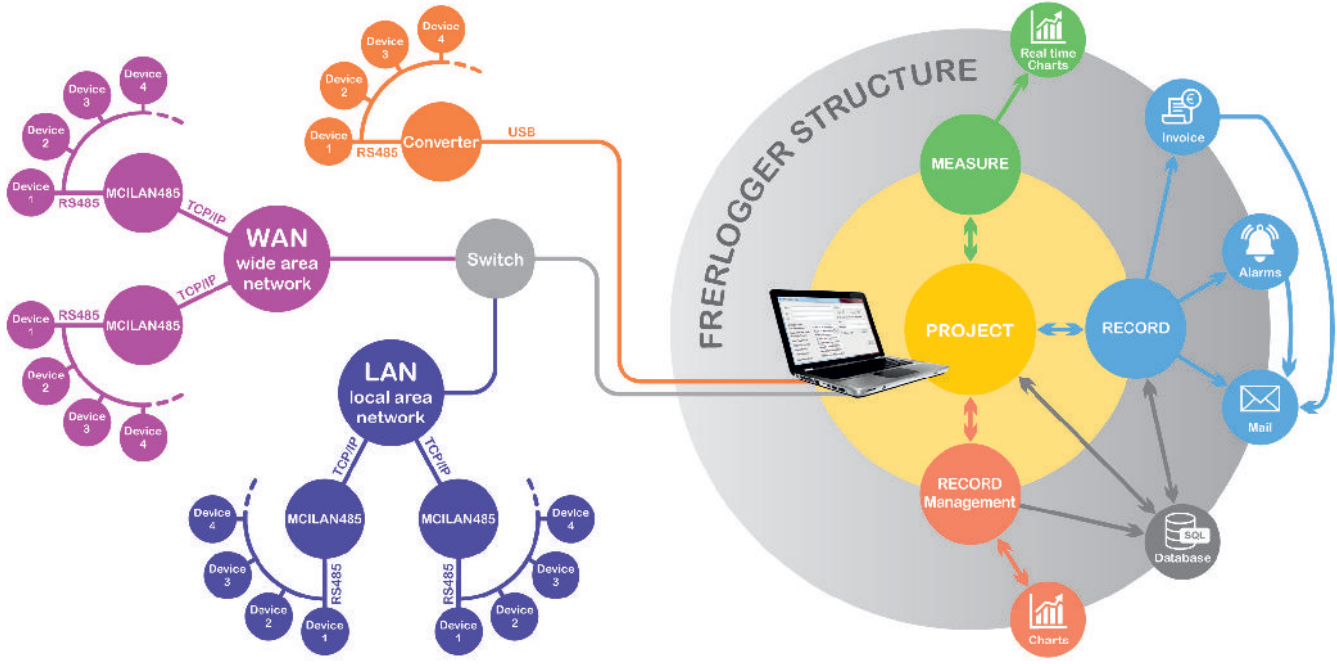 Device
4
Device
3
Device
2
Device
1
RS485
MCILAN485
TCP/IP
WAN
wide area
network
TCP/IP
MCILAN485
RS485
Device
1
Device
2
Device
3
Device
4
Device
4
Device
3
Device
2
Device
1
RS485
Converter
USB
Switch
LAN
local area
network
TCP/IP
TCP/IP
MCILAN485
MCILAN485
RS485
RS485
Device
4
Device
3
Device
2
Device
1
Device
4
Device
3
Device
2
Device
1
FRERLOGGER STRUCTURE
Real time
Charts
MEASURE
PROJECT
RECORD
Invoice
Alarms
Mail
RECORD
Management
SQL
Database
Charts